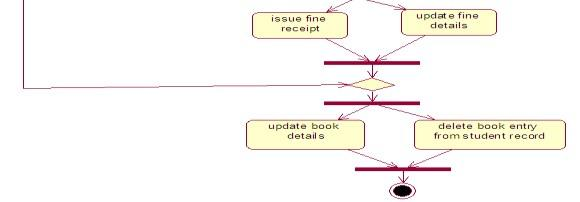 issue fine
receipt
update fine
details
update book
details
delete book entry
from student record